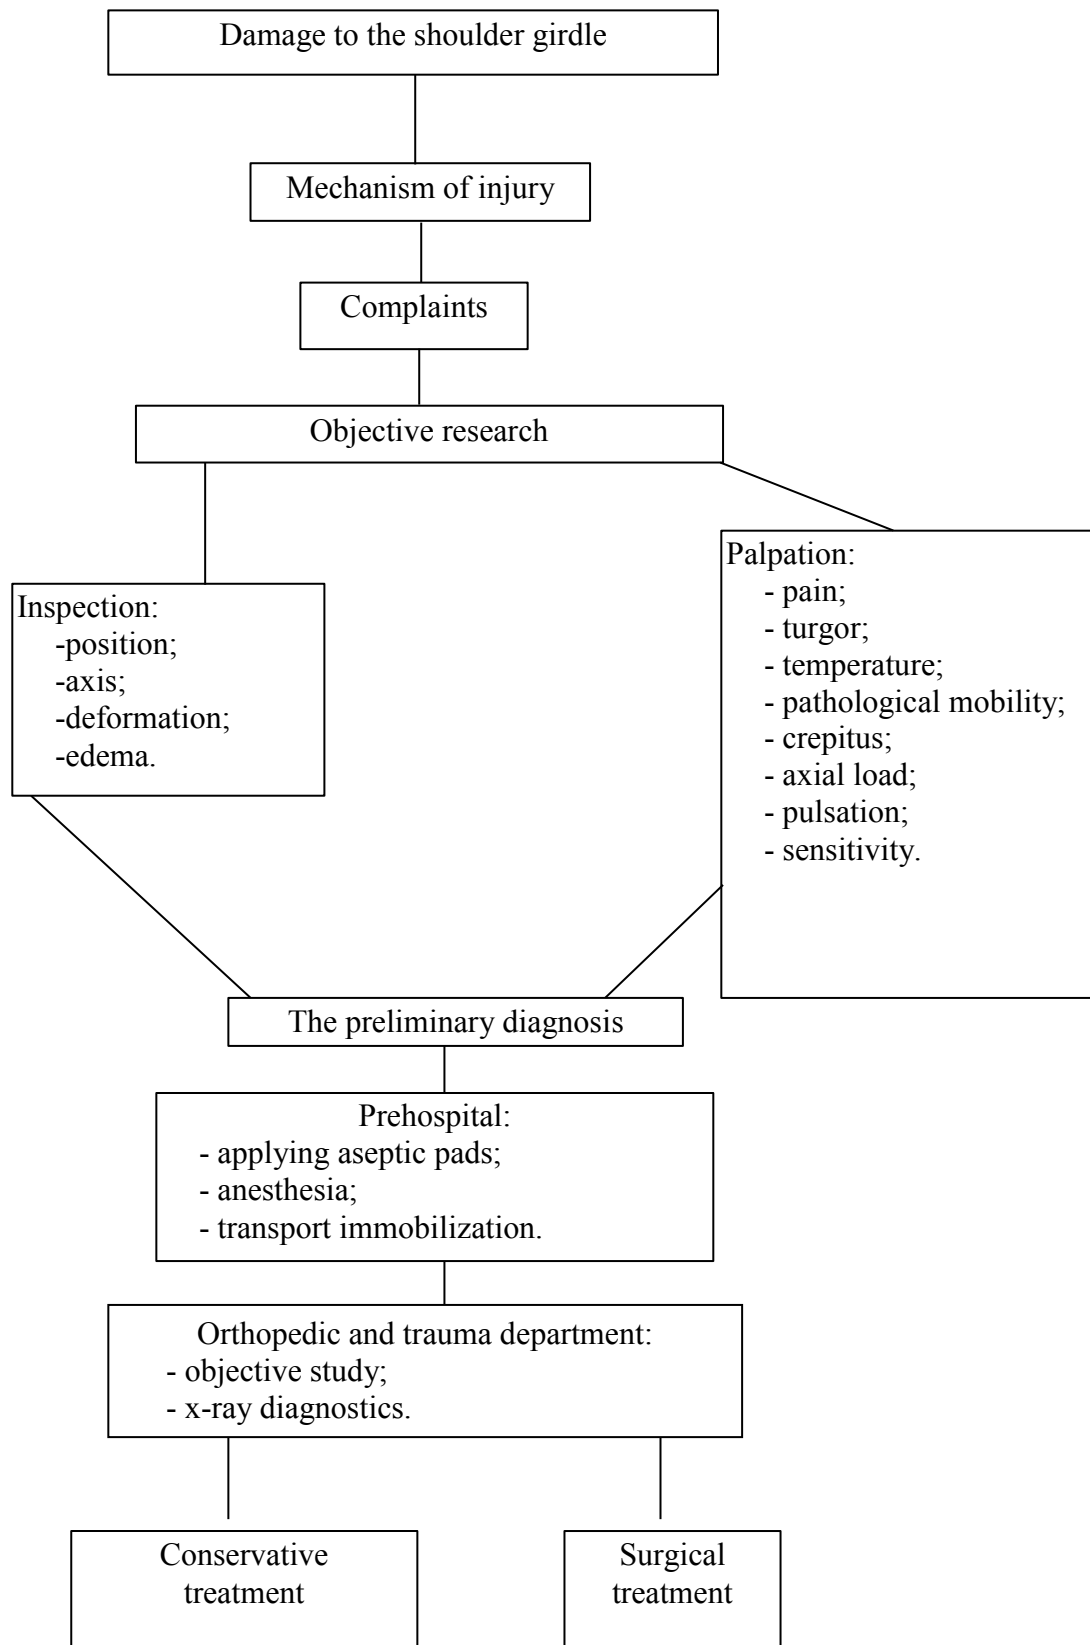 Damage to the shoulder girdle
Mechanism of injury
Complaints
Objective research
Inspection:
-position;
-axis;
-deformation;
-edema.
Palpation:
- pain;
- turgor;
- temperature;
- pathological mobility;
- crepitus;
- axial load;
- pulsation;
- sensitivity.
The preliminary diagnosis
Prehospital:
- applying aseptic pads;
- anesthesia;
- transport immobilization.
Orthopedic and trauma department:
- objective study;
- x-ray diagnostics.
Conservative
treatment
Surgical
treatment